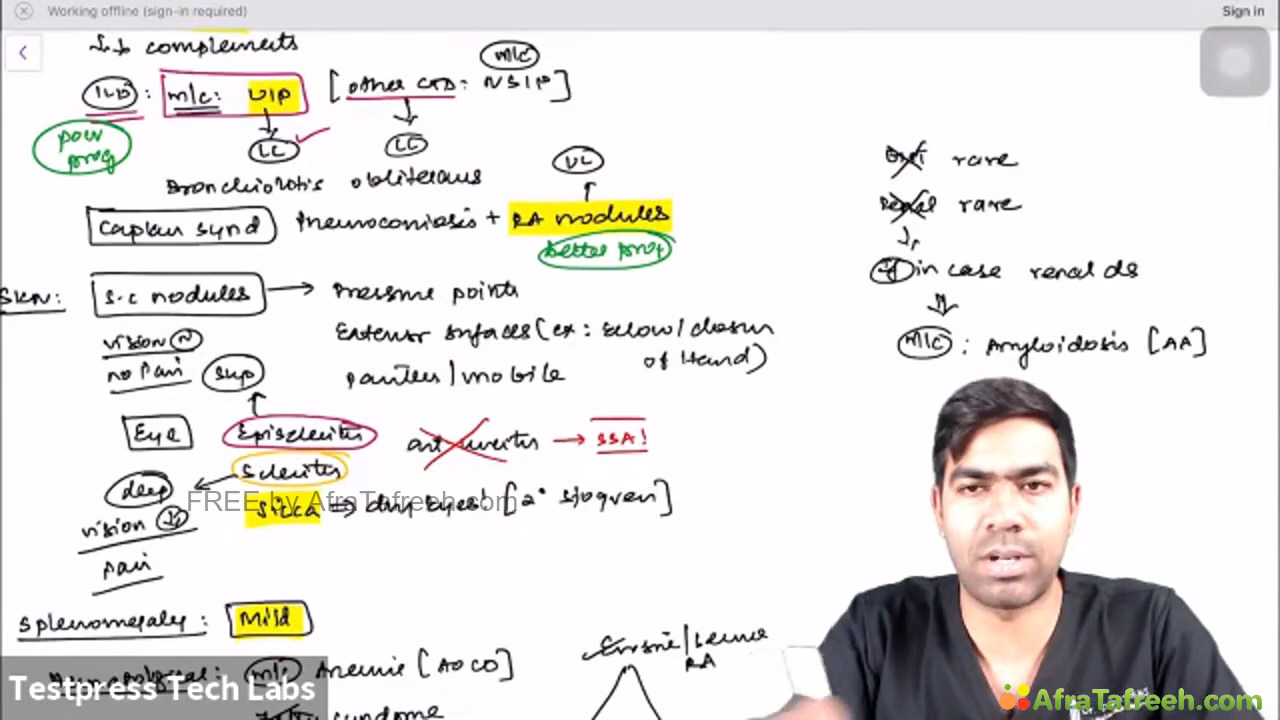 Working offline (sign-in required)
Sign in
↓↓ complements
ILD : m/c: UIP [other CTD: NSIP] m/c
poor prog
LL
LL
Bronchiolitis obliterans
UL
Caplan synd Pneumoconiosis + RA nodules
better prog
rare
rare
in case renal ds
m/c : Amyloidosis [AA]
SKIN: S.C nodules → Pressure points
Extensor surfaces (ex: Elbow/dorsum of Hand)
Painless/mobile
vision N
no pain
sup
Eye Episcleritis
ant uveitis → SSA!
Scleritis
deep
vision ↓
pain
Sicca ⇒ dry eyes! [2° sjogren]
FREE by AfraTafreeh.com
Splenomegaly : Mild
m/c Anemia [AOCD]
Erosive/
RA
syndrome
Testpress Tech Labs
AfraTafreeh.com